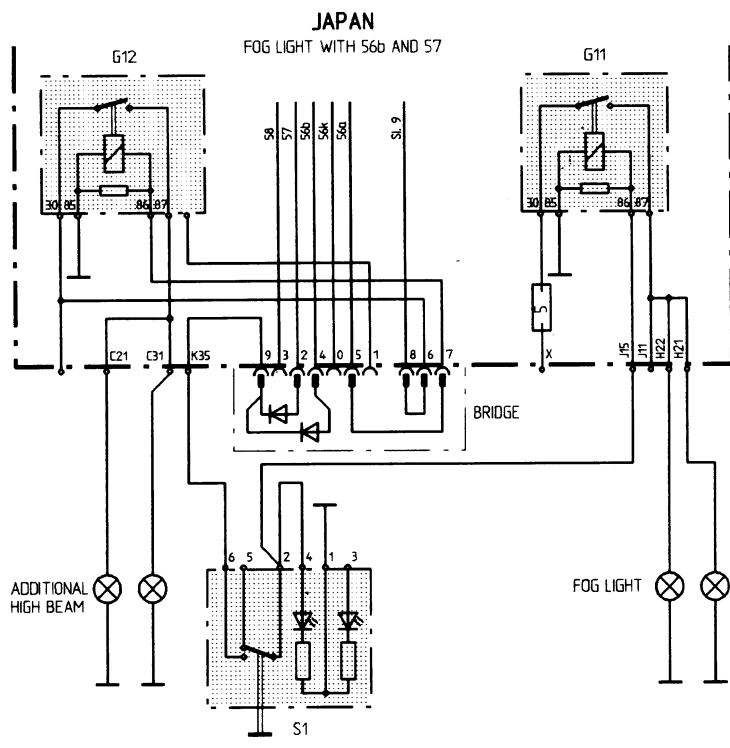 JAPAN
FOG LIGHT WITH 56b AND 57
G12
G11
58
57
56b
56k
56a
Sl. 9
30 85 86 87
30 85 86 87
5
C21 C31 K35 9 3 2 4 0 5 1 8 6 7 X J15 J11 H22 H21
BRIDGE
6 5 2 4 1 3
ADDITIONAL
HIGH BEAM
FOG LIGHT
S1